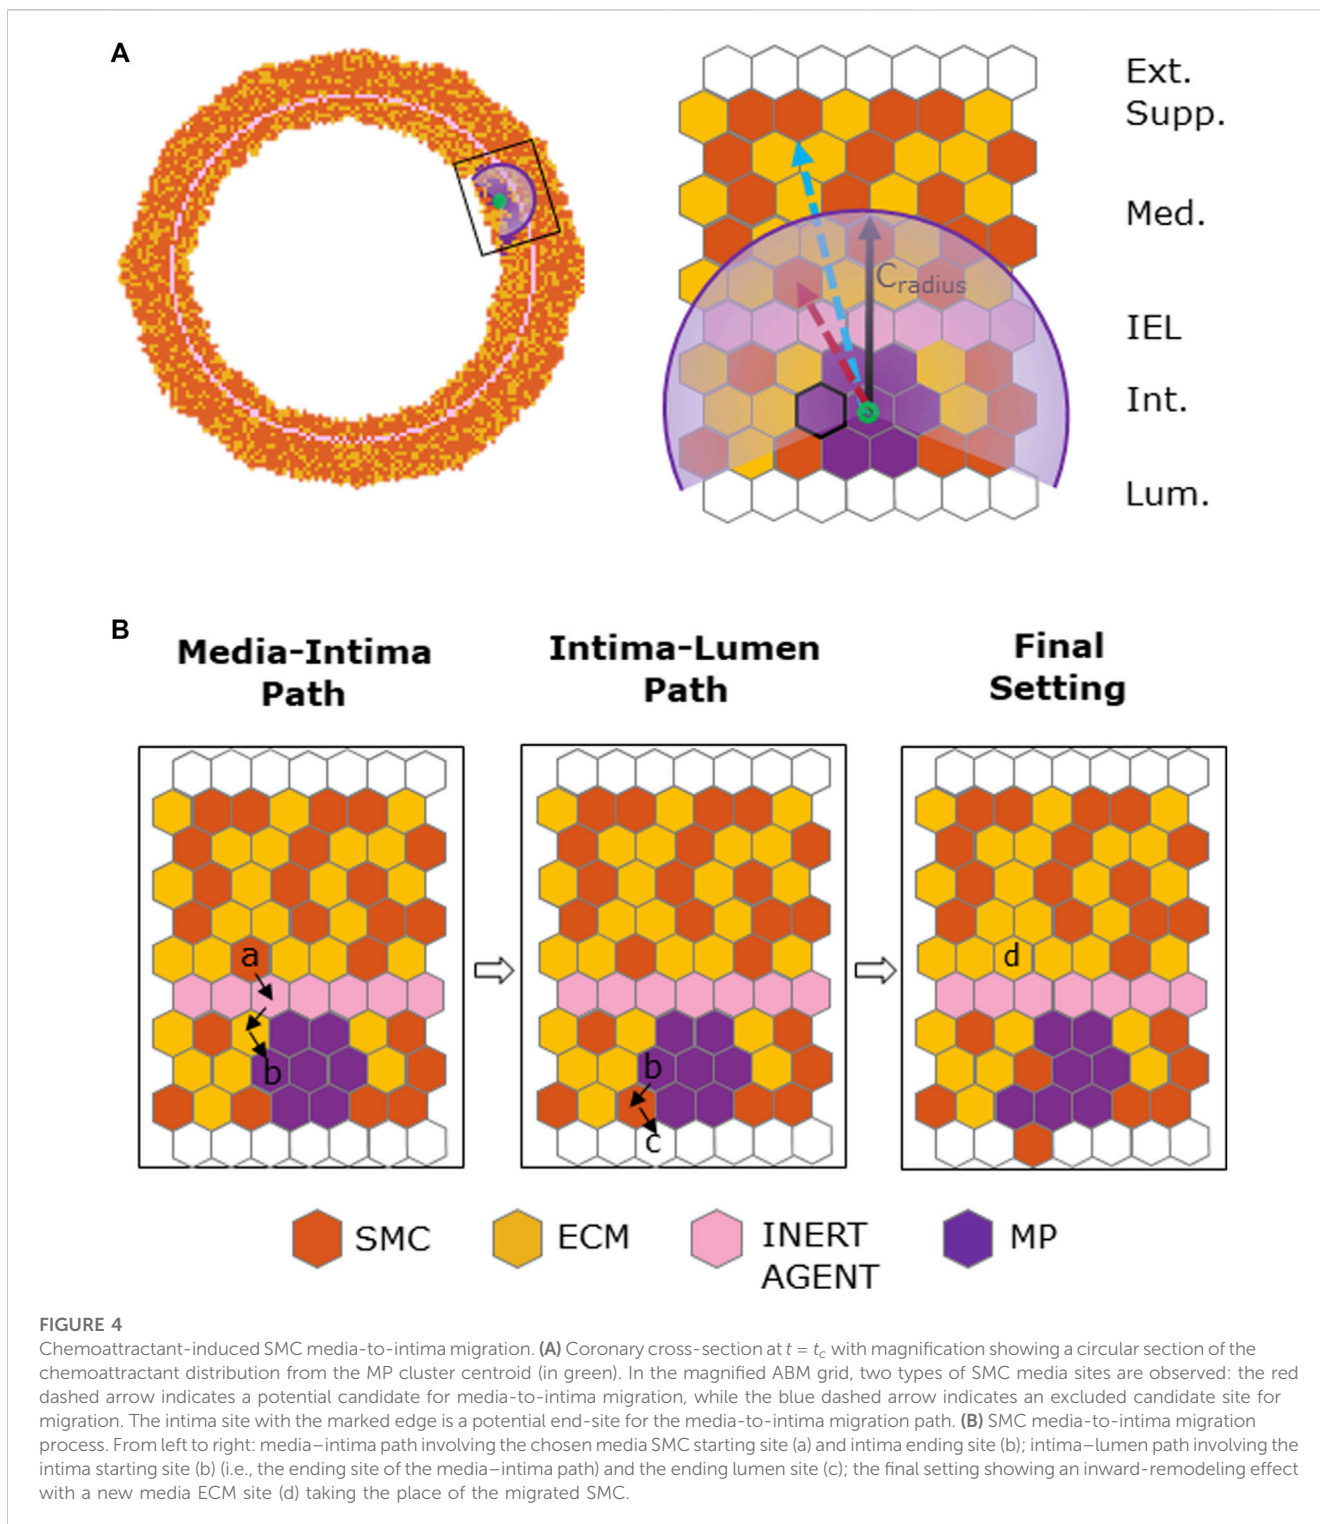 A
Ext.
Supp.
Med.
C_radius
IEL
Int.
Lum.
B
Media-Intima
Path
Intima-Lumen
Path
Final
Setting
a
b
b
c
d
SMC
ECM
INERT
AGENT
MP
FIGURE 4
Chemoattractant-induced SMC media-to-intima migration. (A) Coronary cross-section at t = t_c with magnification showing a circular section of the
chemoattractant distribution from the MP cluster centroid (in green). In the magnified ABM grid, two types of SMC media sites are observed: the red
dashed arrow indicates a potential candidate for media-to-intima migration, while the blue dashed arrow indicates an excluded candidate site for
migration. The intima site with the marked edge is a potential end-site for the media-to-intima migration path. (B) SMC media-to-intima migration
process. From left to right: media–intima path involving the chosen media SMC starting site (a) and intima ending site (b); intima–lumen path involving the
intima starting site (b) (i.e., the ending site of the media–intima path) and the ending lumen site (c); the final setting showing an inward-remodeling effect
with a new media ECM site (d) taking the place of the migrated SMC.